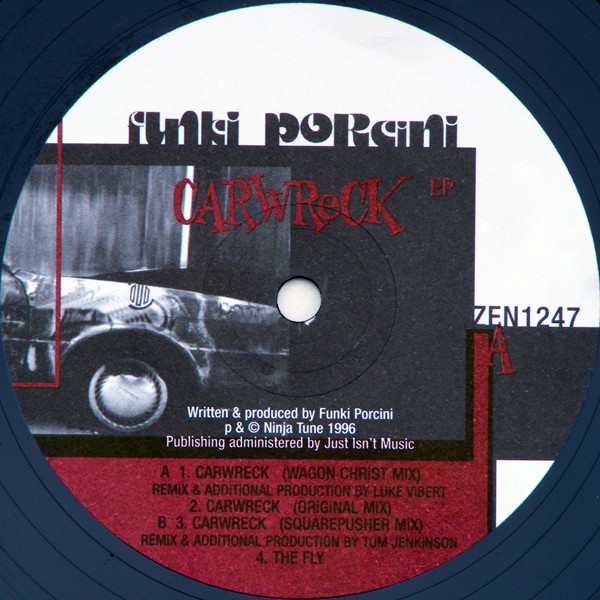 funki porcini
CARWRECK EP
ZEN1247
A
Written & produced by Funki Porcini
p & © Ninja Tune 1996
Publishing administered by Just Isn't Music
A 1. CARWRECK (WAGON CHRIST MIX)
REMIX & ADDITIONAL PRODUCTION BY LUKE VIBERT
2. CARWRECK (ORIGINAL MIX)
B 3. CARWRECK (SQUAREPUSHER MIX)
REMIX & ADDITIONAL PRODUCTION BY TOM JENKINSON
4. THE FLY